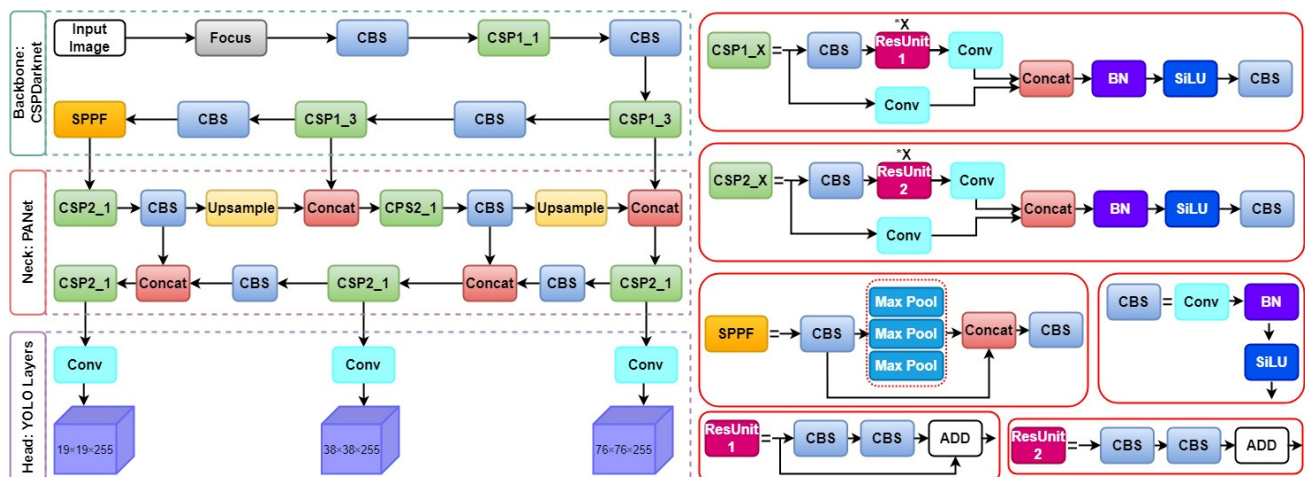 Backbone:
CSPDarknet
Input
Image
Focus
CBS
CSP1_1
CBS
SPPF
CBS
CSP1_3
CBS
CSP1_3
Neck: PANet
CSP2_1
CBS
Upsample
Concat
CPS2_1
CBS
Upsample
Concat
CSP2_1
Concat
CBS
CSP2_1
Concat
CBS
CSP2_1
Head: YOLO Layers
Conv
Conv
Conv
19×19×255
38×38×255
76×76×255
CSP1_X
=
CBS
*X
ResUnit
1
Conv
Conv
Concat
BN
SiLU
CBS
CSP2_X
=
CBS
*X
ResUnit
2
Conv
Conv
Concat
BN
SiLU
CBS
SPPF
=
CBS
Max Pool
Max Pool
Max Pool
Concat
CBS
CBS
=
Conv
BN
SiLU
ResUnit
1
=
CBS
CBS
ADD
ResUnit
2
=
CBS
CBS
ADD